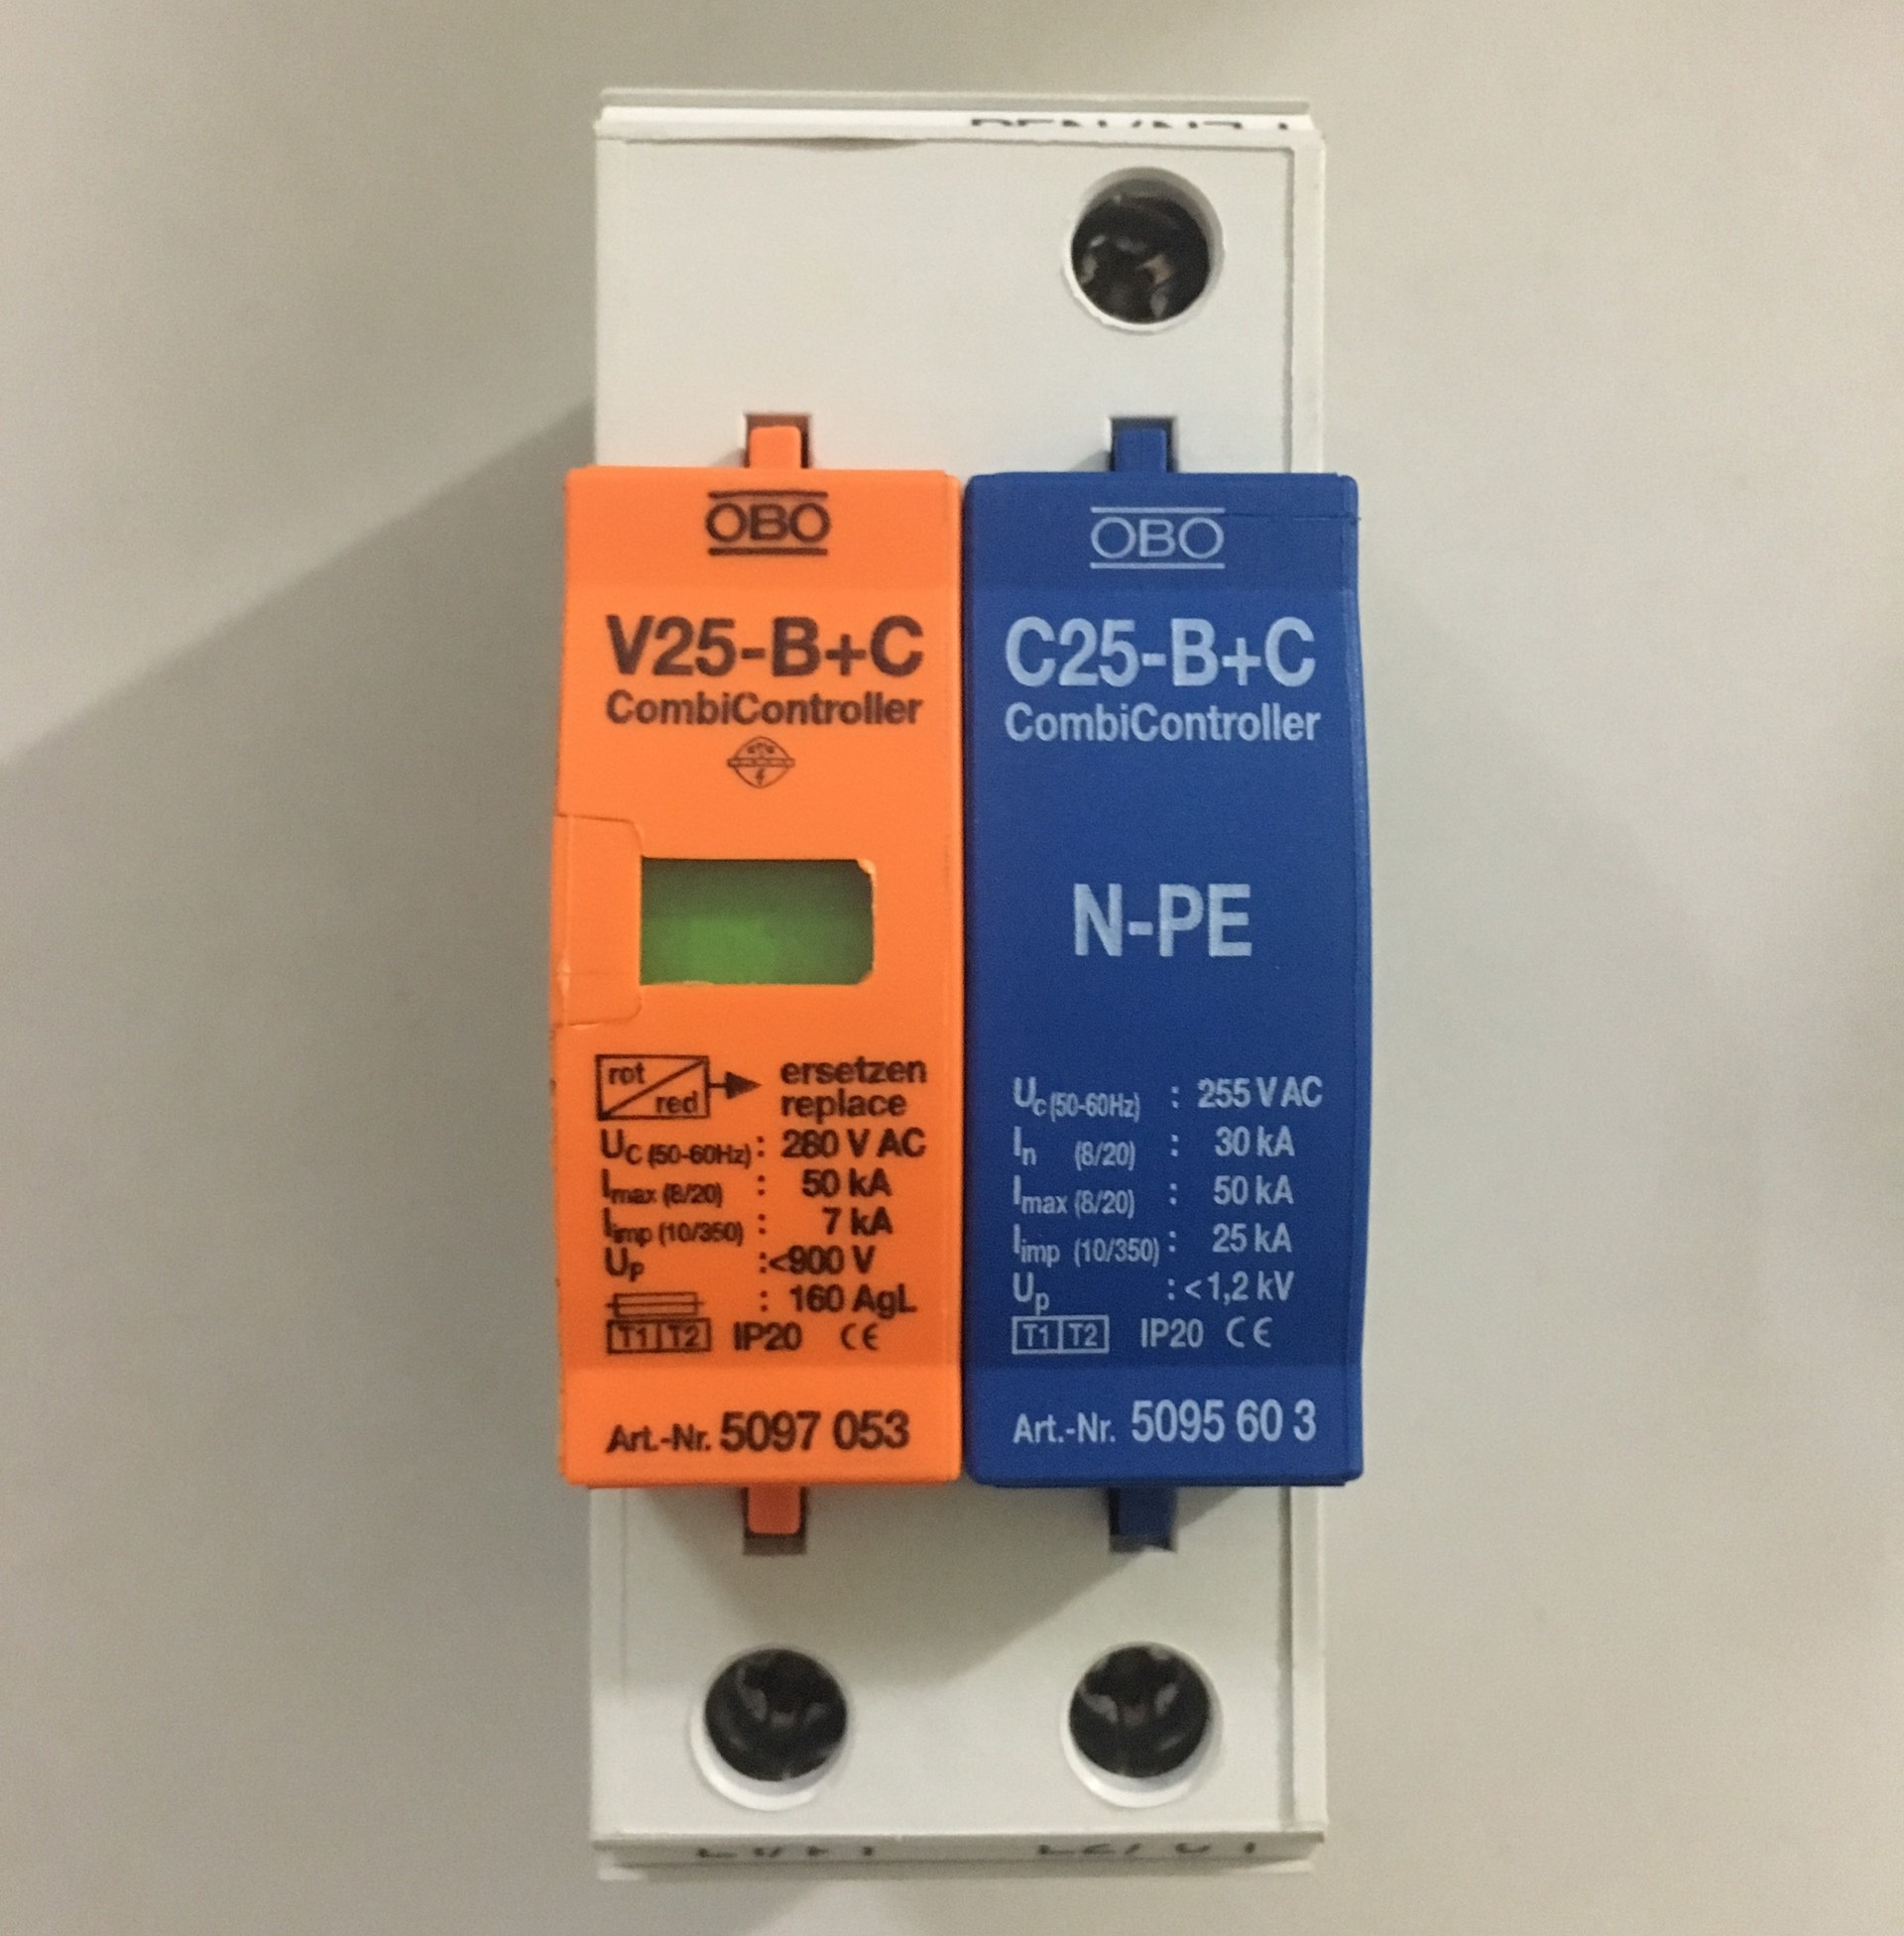 OBO
V25-B+C
CombiController
rot
red
ersetzen
replace
UC (50-60Hz) : 280 V AC
Imax (8/20) : 50 kA
Iimp (10/350) : 7 kA
UP :<900 V
: 160 AgL
T1 T2 IP20 CE
Art.-Nr. 5097 053
OBO
C25-B+C
CombiController
N-PE
Uc (50-60Hz) : 255 V AC
In (8/20) : 30 kA
Imax (8/20) : 50 kA
Iimp (10/350) : 25 kA
Up : < 1,2 kV
T1 T2 IP20 CE
Art.-Nr. 5095 60 3